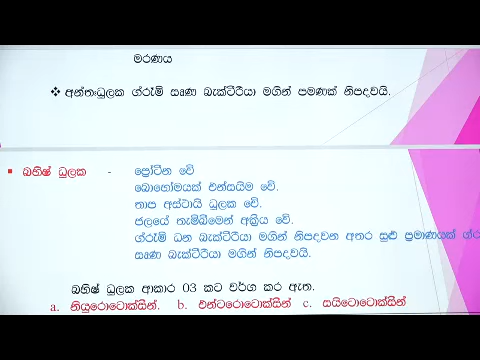 මරණය
❖ අන්තඃධූලක ග්‍රෑම් සෘණ බැක්ටීරියා මගින් පමණක් නිපදවයි.
▪ බහිෂ් ධූලක - ප්‍රෝටීන වේ
බොහෝමයක් එන්සයිම වේ.
තාප අස්ථායි ධූලක වේ.
ජලයේ තැම්බීමෙන් අක්‍රීය වේ.
ග්‍රෑම් ධන බැක්ටීරියා මගින් නිපදවන අතර සුළු ප්‍රමාණයක්
සෘණ බැක්ටීරියා මගින් නිපදවයි.
බහිෂ් ධූලක ආකාර 03 කට වර්ග කර ඇත.
a. නියුරොටොක්සින්. b. එන්ටරොටොක්සින් c. සයිටොටොක්සින්